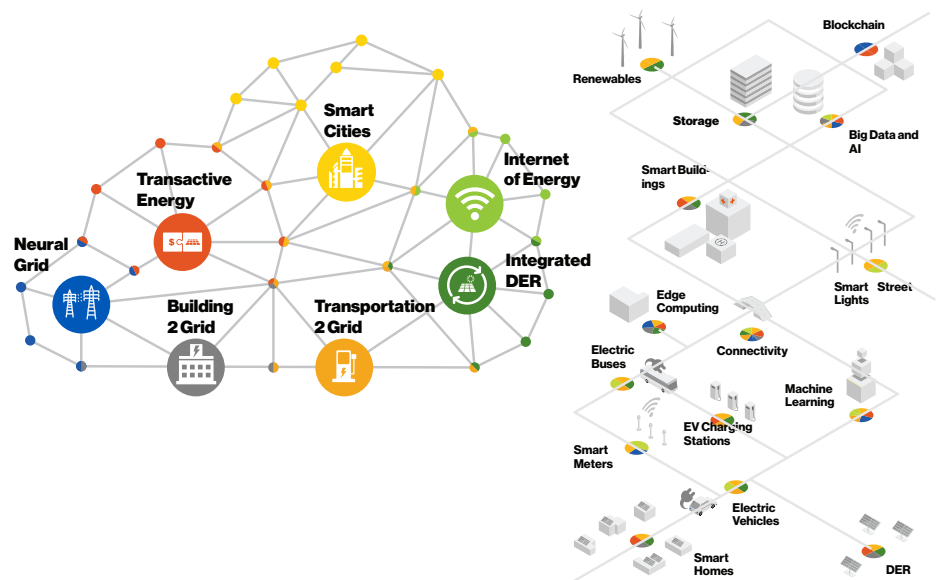 Smart
Cities
Internet
of Energy
Transactive
Energy
Neural
Grid
Integrated
DER
Building
2 Grid
Transportation
2 Grid
$
Blockchain
Renewables
Storage
Big Data and
AI
Smart Build-
ings
Smart Street
Lights
Edge
Computing
Connectivity
Electric
Buses
Machine
Learning
EV Charging
Stations
Smart
Meters
Electric
Vehicles
Smart
Homes
DER
H